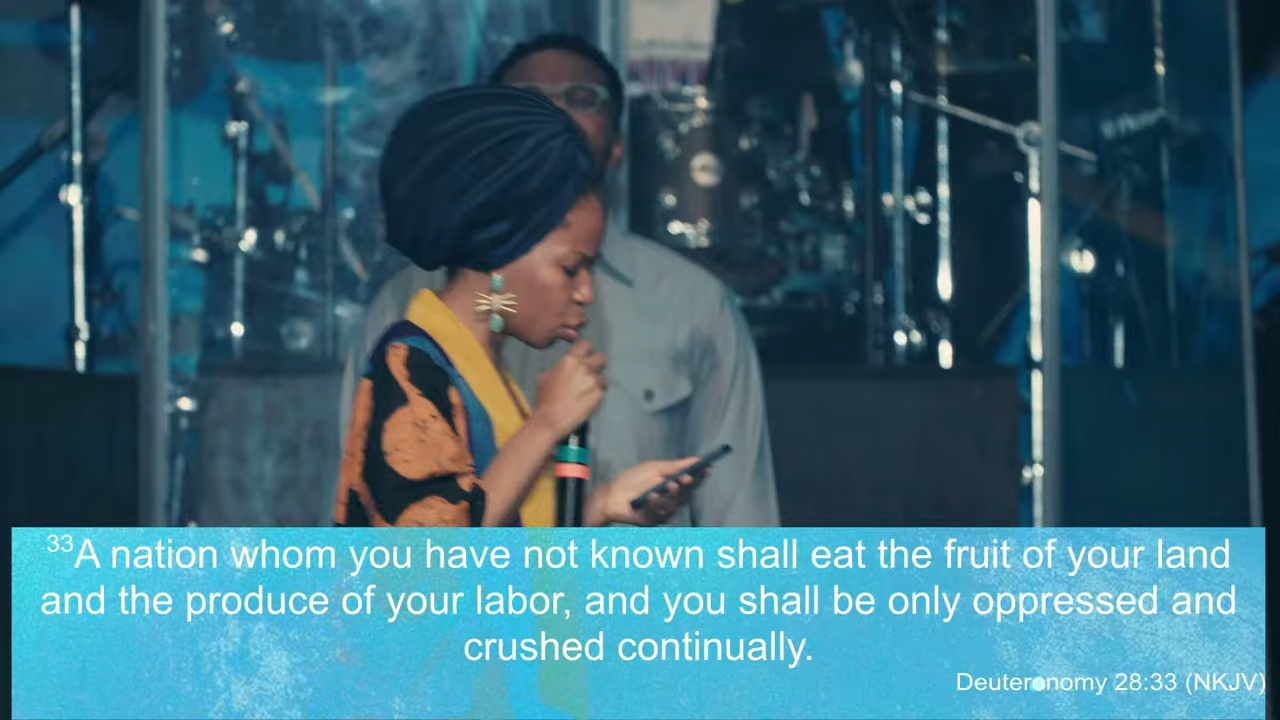 ³³A nation whom you have not known shall eat the fruit of your land
and the produce of your labor, and you shall be only oppressed and
crushed continually.
Deuteronomy 28:33 (NKJV)